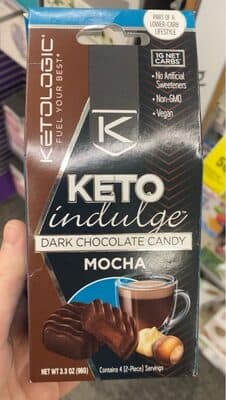 PART OF A
LOWER-CARB
LIFESTYLE
KETOLOGIC®
FUEL YOUR BEST®
1G NET
CARBS*
• No Artificial
Sweeteners
• Non-GMO
• Vegan
K
KETO
indulge
DARK CHOCOLATE CANDY
MOCHA
NET WT 3.3 OZ
Contains 4 (2-Piece) Servings